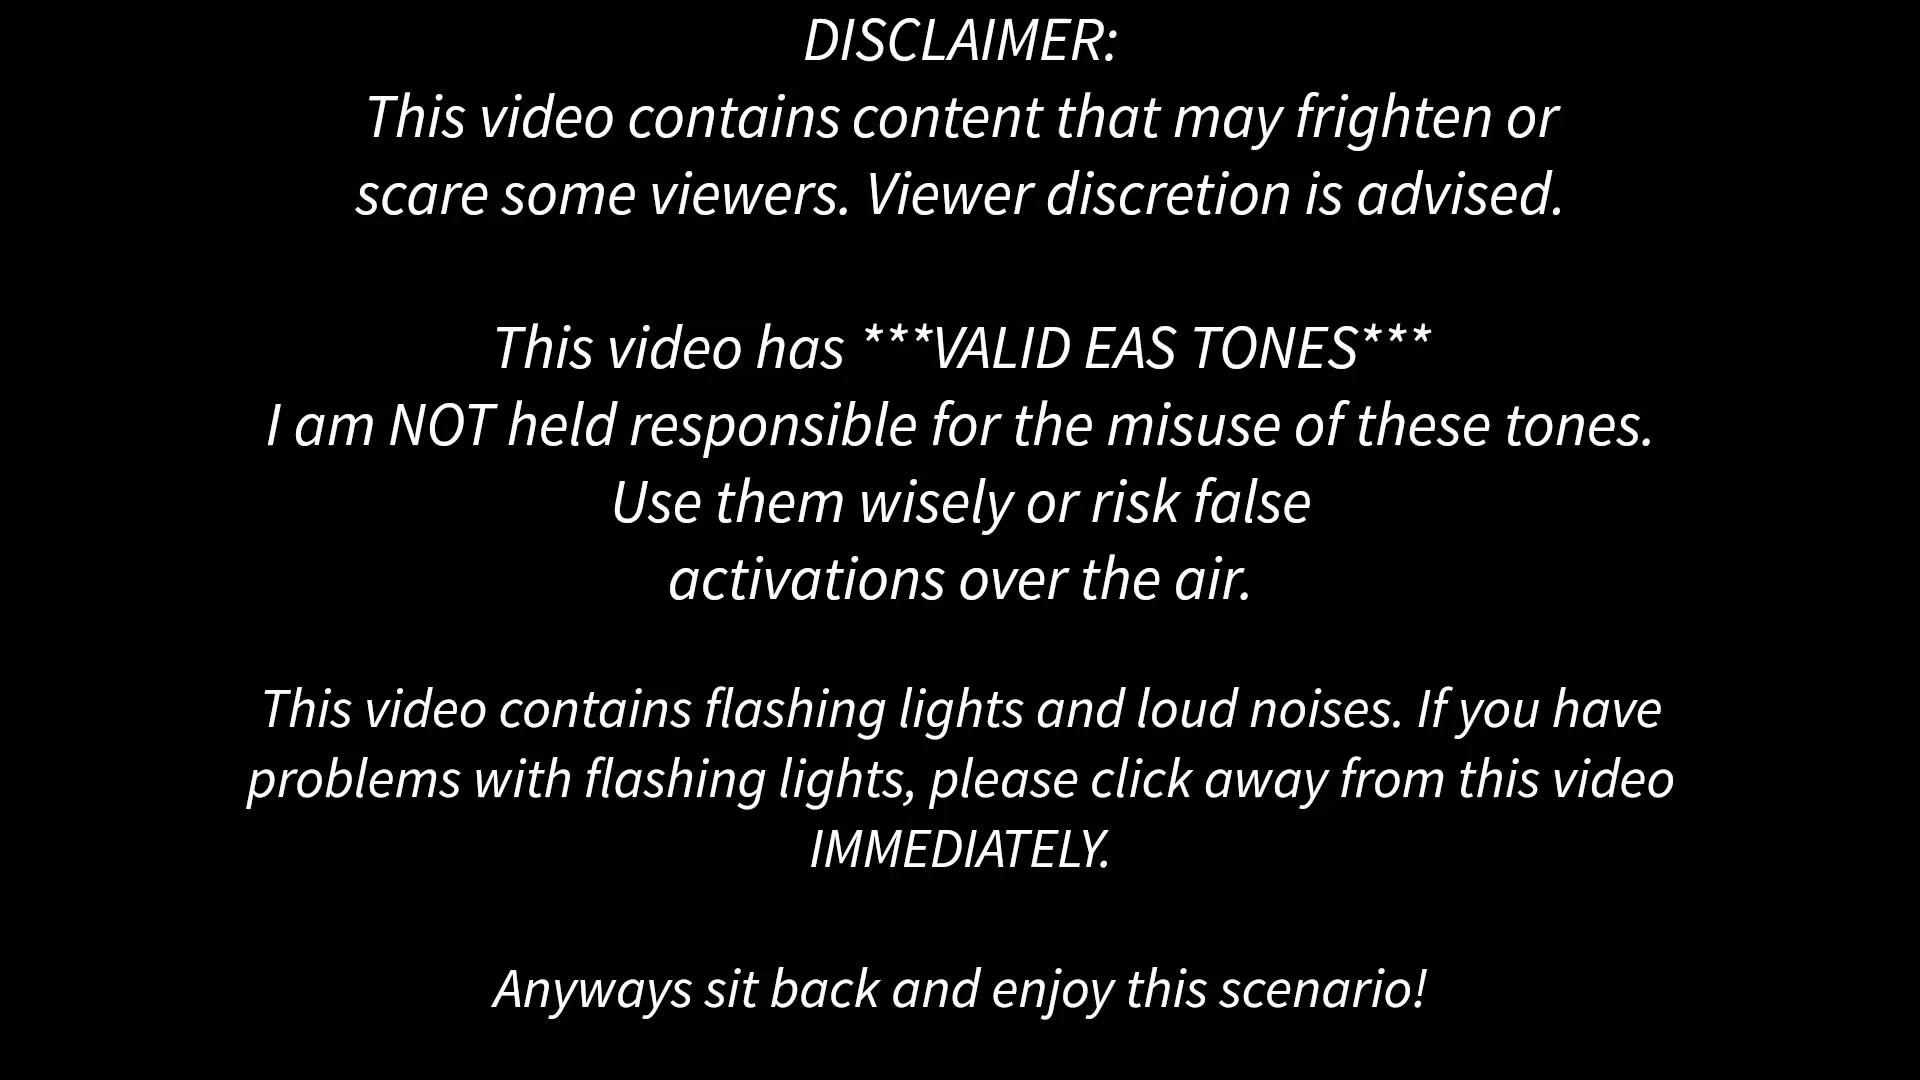 DISCLAIMER:
This video contains content that may frighten or
scare some viewers. Viewer discretion is advised.
This video has ***VALID EAS TONES***
I am NOT held responsible for the misuse of these tones.
Use them wisely or risk false
activations over the air.
This video contains flashing lights and loud noises. If you have
problems with flashing lights, please click away from this video
IMMEDIATELY.
Anyways sit back and enjoy this scenario!